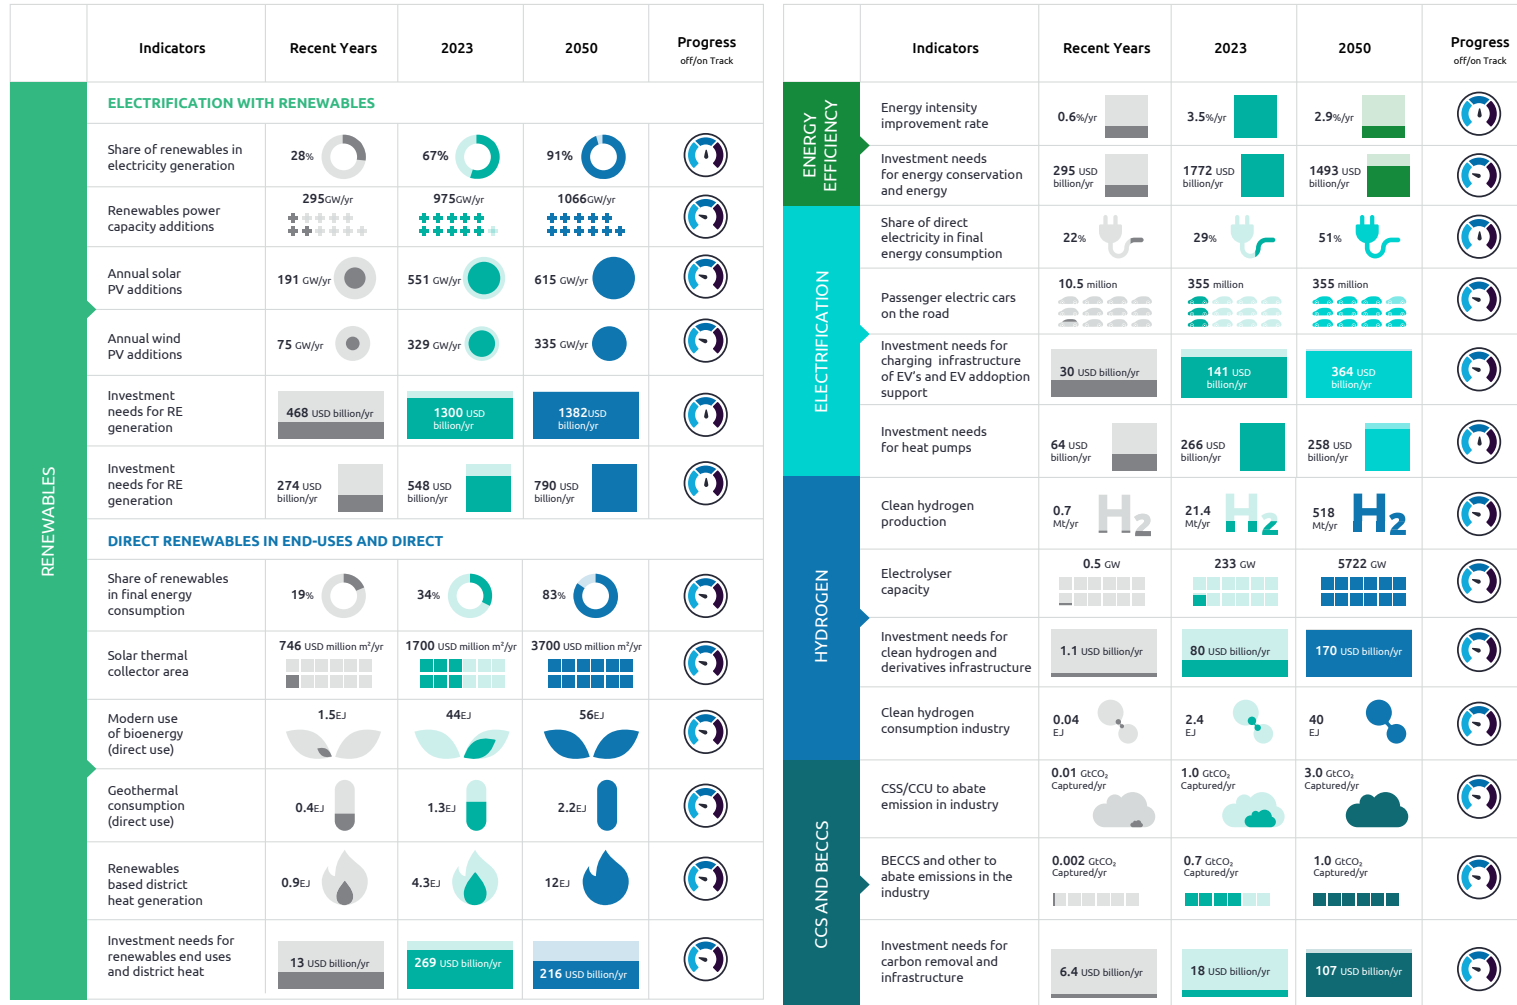 Indicators
Recent Years
2023
2050
Progress
off/on Track
RENEWABLES
ELECTRIFICATION WITH RENEWABLES
Share of renewables in
electricity generation
28%
67%
91%
Renewables power
capacity additions
295GW/yr
975GW/yr
1066GW/yr
Annual solar
PV additions
191 GW/yr
551 GW/yr
615 GW/yr
Annual wind
PV additions
75 GW/yr
329 GW/yr
335 GW/yr
Investment
needs for RE
generation
468 USD billion/yr
1300 USD
billion/yr
1382USD
billion/yr
Investment
needs for RE
generation
274 USD
billion/yr
548 USD
billion/yr
790 USD
billion/yr
DIRECT RENEWABLES IN END-USES AND DIRECT
Share of renewables
in final energy
consumption
19%
34%
83%
Solar thermal
collector area
746 USD million m²/yr
1700 USD million m²/yr
3700 USD million m²/yr
Modern use
of bioenergy
(direct use)
1.5EJ
44EJ
56EJ
Geothermal
consumption
(direct use)
0.4EJ
1.3EJ
2.2EJ
Renewables
based district
heat generation
0.9EJ
4.3EJ
12EJ
Investment needs for
renewables end uses
and district heat
13 USD billion/yr
269 USD billion/yr
216 USD billion/yr
Indicators
Recent Years
2023
2050
Progress
off/on Track
ENERGY
EFFICIENCY
Energy intensity
improvement rate
0.6%/yr
3.5%/yr
2.9%/yr
Investment needs
for energy conservation
and energy
295 USD
billion/yr
1772 USD
billion/yr
1493 USD
billion/yr
ELECTRIFICATION
Share of direct
electricity in final
energy consumption
22%
29%
51%
Passenger electric cars
on the road
10.5 million
355 million
355 million
Investment needs for
charging infrastructure
of EV's and EV addoption
support
30 USD billion/yr
141 USD
billion/yr
364 USD
billion/yr
Investment needs
for heat pumps
64 USD
billion/yr
266 USD
billion/yr
258 USD
billion/yr
HYDROGEN
Clean hydrogen
production
0.7
Mt/yr
H2
21.4
Mt/yr
H2
518
Mt/yr
H2
Electrolyser
capacity
0.5 GW
233 GW
5722 GW
Investment needs for
clean hydrogen and
derivatives infrastructure
1.1 USD billion/yr
80 USD billion/yr
170 USD billion/yr
Clean hydrogen
consumption industry
0.04
EJ
2.4
EJ
40
EJ
CCS AND BECCS
CSS/CCU to abate
emission in industry
0.01 GtCO₂
Captured/yr
1.0 GtCO₂
Captured/yr
3.0 GtCO₂
Captured/yr
BECCS and other to
abate emissions in the
industry
0.002 GtCO₂
Captured/yr
0.7 GtCO₂
Captured/yr
1.0 GtCO₂
Captured/yr
Investment needs for
carbon removal and
infrastructure
6.4 USD billion/yr
18 USD billion/yr
107 USD billion/yr